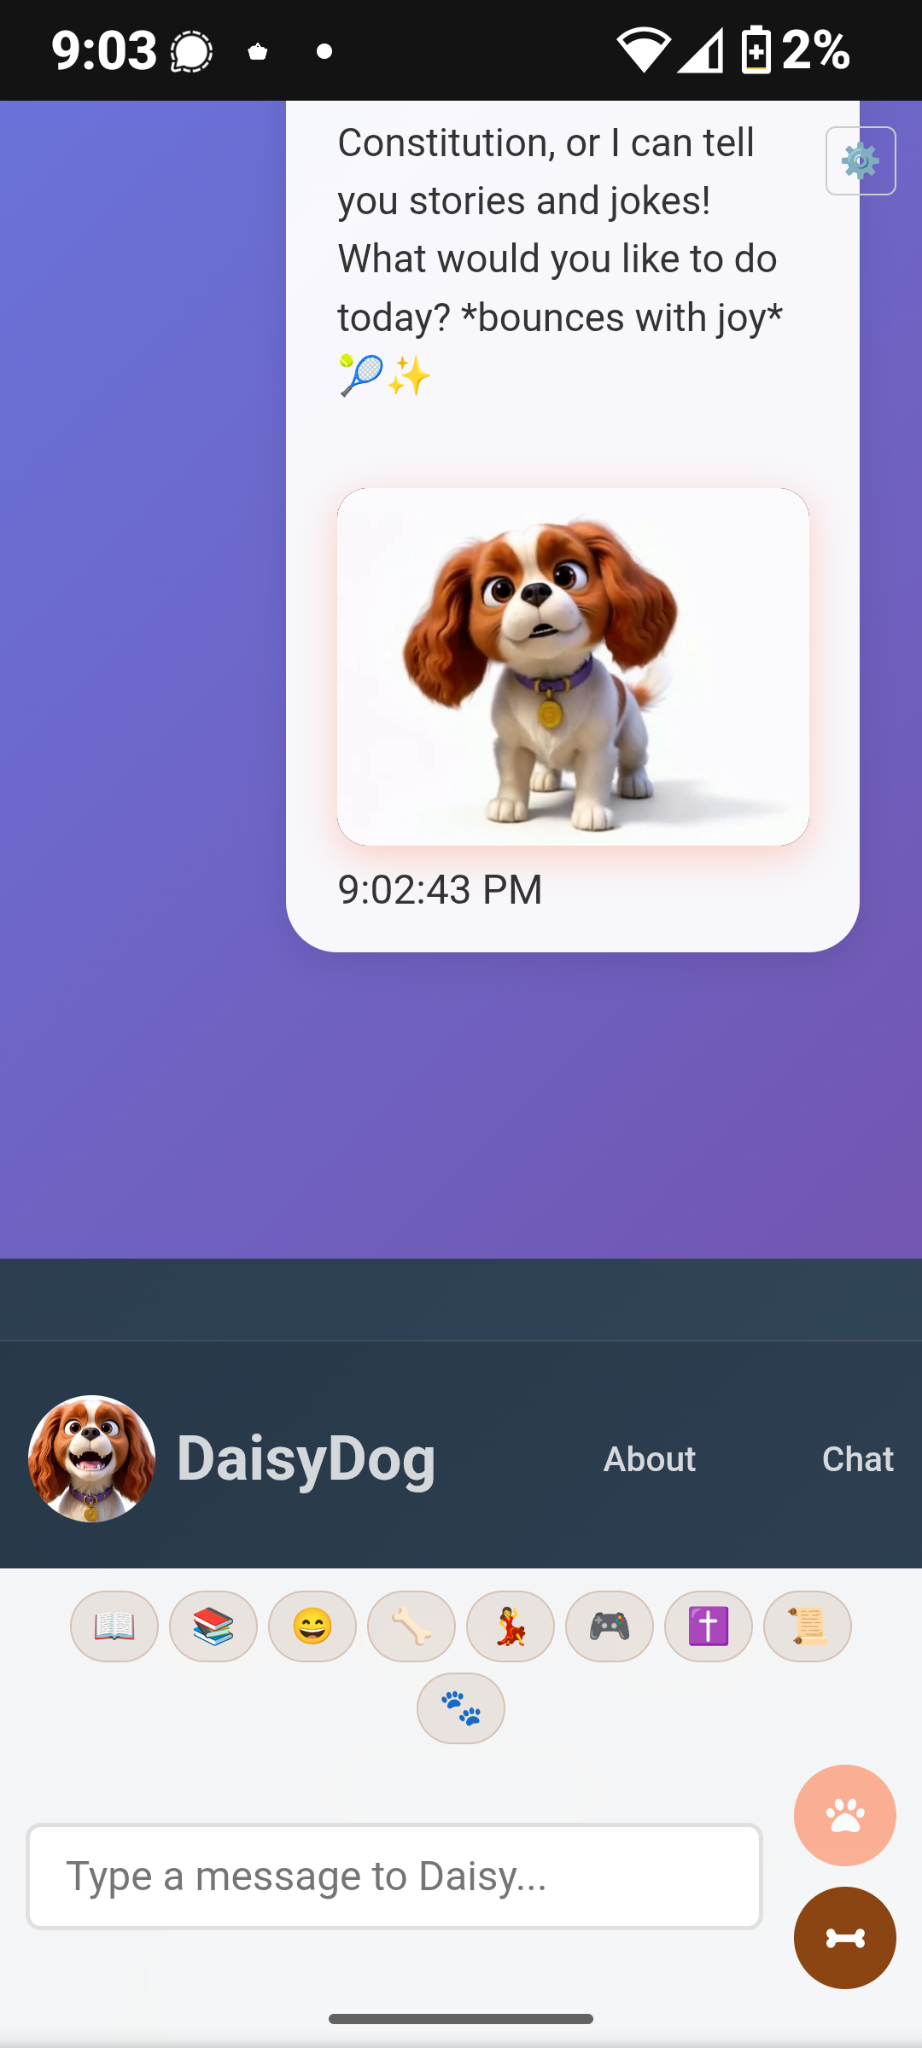 9:03
2%
Constitution, or I can tell
you stories and jokes!
What would you like to do
today? *bounces with joy*
🎾✨
9:02:43 PM
DaisyDog
About
Chat
Type a message to Daisy...